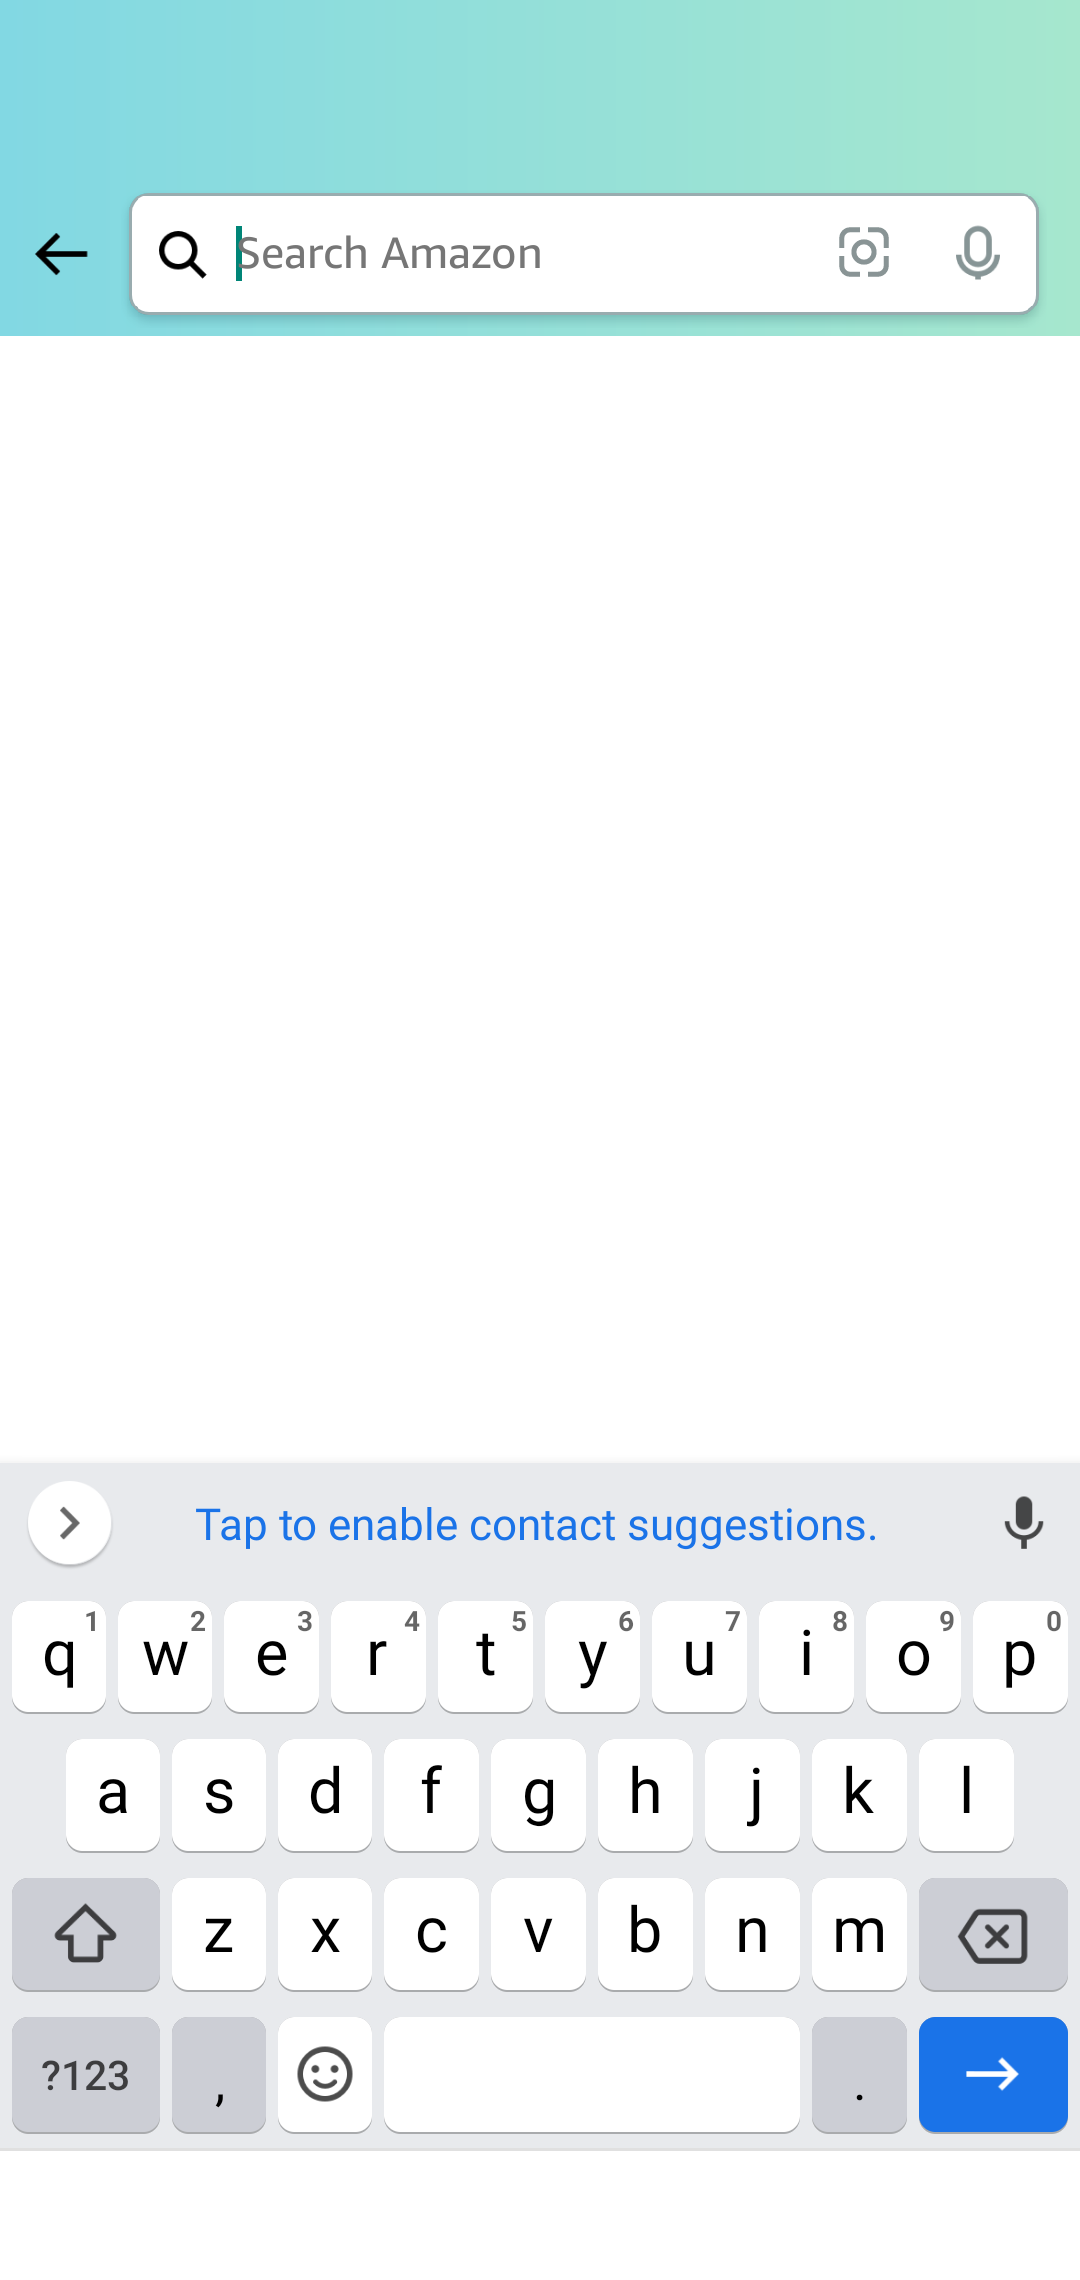 Search Amazon
Tap to enable contact suggestions.
1 2 3 4 5 6 7 8 9 0
q w e r t y u i o p
a s d f g h j k l
z x c v b n m
?123 , .